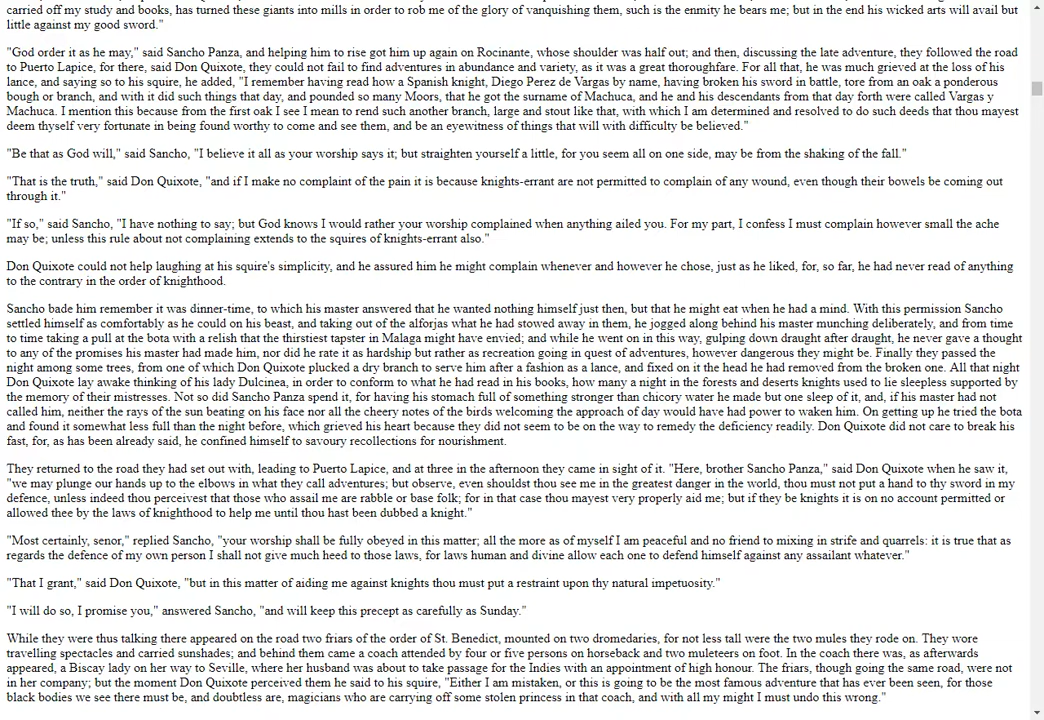 carried off my study and books, has turned these giants into mills in order to rob me of the glory of vanquishing them, such is the enmity he bears me; but in the end his wicked arts will avail but
little against my good sword."
"God order it as he may," said Sancho Panza, and helping him to rise got him up again on Rocinante, whose shoulder was half out; and then, discussing the late adventure, they followed the road
to Puerto Lapice, for there, said Don Quixote, they could not fail to find adventures in abundance and variety, as it was a great thoroughfare. For all that, he was much grieved at the loss of his
lance, and saying so to his squire, he added, "I remember having read how a Spanish knight, Diego Perez de Vargas by name, having broken his sword in battle, tore from an oak a ponderous
bough or branch, and with it did such things that day, and pounded so many Moors, that he got the surname of Machuca, and he and his descendants from that day forth were called Vargas y
Machuca. I mention this because from the first oak I see I mean to rend such another branch, large and stout like that, with which I am determined and resolved to do such deeds that thou mayest
deem thyself very fortunate in being found worthy to come and see them, and be an eyewitness of things that will with difficulty be believed."
"Be that as God will," said Sancho, "I believe it all as your worship says it; but straighten yourself a little, for you seem all on one side, may be from the shaking of the fall."
"That is the truth," said Don Quixote, "and if I make no complaint of the pain it is because knights-errant are not permitted to complain of any wound, even though their bowels be coming out
through it."
"If so," said Sancho, "I have nothing to say; but God knows I would rather your worship complained when anything ailed you. For my part, I confess I must complain however small the ache
may be; unless this rule about not complaining extends to the squires of knights-errant also."
Don Quixote could not help laughing at his squire's simplicity, and he assured him he might complain whenever and however he chose, just as he liked, for, so far, he had never read of anything
to the contrary in the order of knighthood.
Sancho bade him remember it was dinner-time, to which his master answered that he wanted nothing himself just then, but that he might eat when he had a mind. With this permission Sancho
settled himself as comfortably as he could on his beast, and taking out of the alforjas what he had stowed away in them, he jogged along behind his master munching deliberately, and from time
to time taking a pull at the bota with a relish that the thirstiest tapster in Malaga might have envied; and while he went on in this way, gulping down draught after draught, he never gave a thought
to any of the promises his master had made him, nor did he rate it as hardship but rather as recreation going in quest of adventures, however dangerous they might be. Finally they passed the
night among some trees, from one of which Don Quixote plucked a dry branch to serve him after a fashion as a lance, and fixed on it the head he had removed from the broken one. All that night
Don Quixote lay awake thinking of his lady Dulcinea, in order to conform to what he had read in his books, how many a night in the forests and deserts knights used to lie sleepless supported by
the memory of their mistresses. Not so did Sancho Panza spend it, for having his stomach full of something stronger than chicory water he made but one sleep of it, and, if his master had not
called him, neither the rays of the sun beating on his face nor all the cheery notes of the birds welcoming the approach of day would have had power to waken him. On getting up he tried the bota
and found it somewhat less full than the night before, which grieved his heart because they did not seem to be on the way to remedy the deficiency readily. Don Quixote did not care to break his
fast, for, as has been already said, he confined himself to savoury recollections for nourishment.
They returned to the road they had set out with, leading to Puerto Lapice, and at three in the afternoon they came in sight of it. "Here, brother Sancho Panza," said Don Quixote when he saw it,
"we may plunge our hands up to the elbows in what they call adventures; but observe, even shouldst thou see me in the greatest danger in the world, thou must not put a hand to thy sword in my
defence, unless indeed thou perceivest that those who assail me are rabble or base folk; for in that case thou mayest very properly aid me; but if they be knights it is on no account permitted or
allowed thee by the laws of knighthood to help me until thou hast been dubbed a knight."
"Most certainly, senor," replied Sancho, "your worship shall be fully obeyed in this matter; all the more as of myself I am peaceful and no friend to mixing in strife and quarrels: it is true that as
regards the defence of my own person I shall not give much heed to those laws, for laws human and divine allow each one to defend himself against any assailant whatever."
"That I grant," said Don Quixote, "but in this matter of aiding me against knights thou must put a restraint upon thy natural impetuosity."
"I will do so, I promise you," answered Sancho, "and will keep this precept as carefully as Sunday."
While they were thus talking there appeared on the road two friars of the order of St. Benedict, mounted on two dromedaries, for not less tall were the two mules they rode on. They wore
travelling spectacles and carried sunshades; and behind them came a coach attended by four or five persons on horseback and two muleteers on foot. In the coach there was, as afterwards
appeared, a Biscay lady on her way to Seville, where her husband was about to take passage for the Indies with an appointment of high honour. The friars, though going the same road, were not
in her company; but the moment Don Quixote perceived them he said to his squire, "Either I am mistaken, or this is going to be the most famous adventure that has ever been seen, for those
black bodies we see there must be, and doubtless are, magicians who are carrying off some stolen princess in that coach, and with all my might I must undo this wrong."